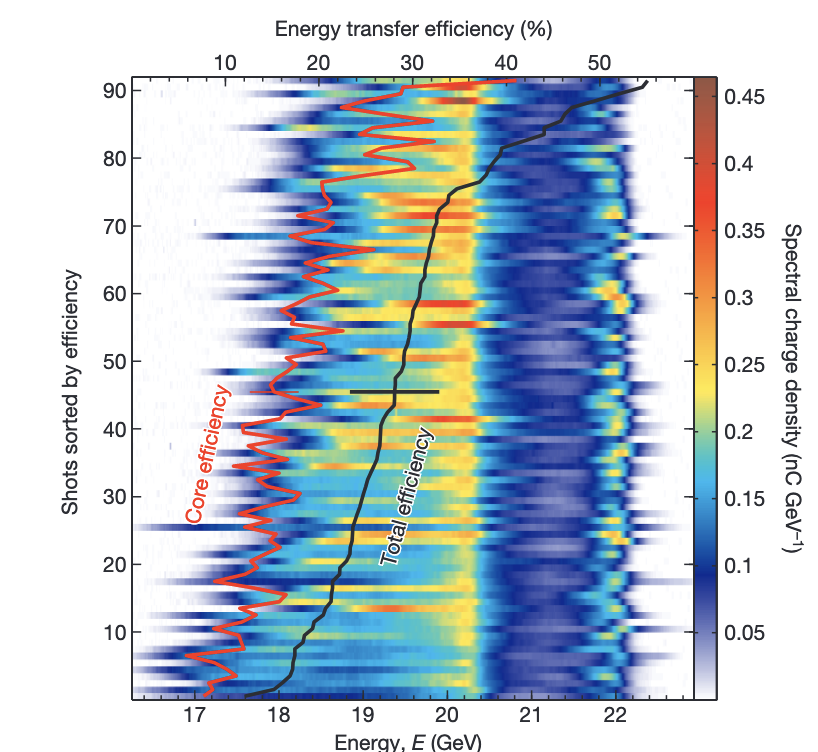 Energy transfer efficiency (%)
10 20 30 40 50
90
80
70
60
50
40
30
20
10
Shots sorted by efficiency
Core efficiency
Total efficiency
17 18 19 20 21 22
Energy, E (GeV)
0.45
0.4
0.35
0.3
0.25
0.2
0.15
0.1
0.05
Spectral charge density (nC GeV⁻¹)